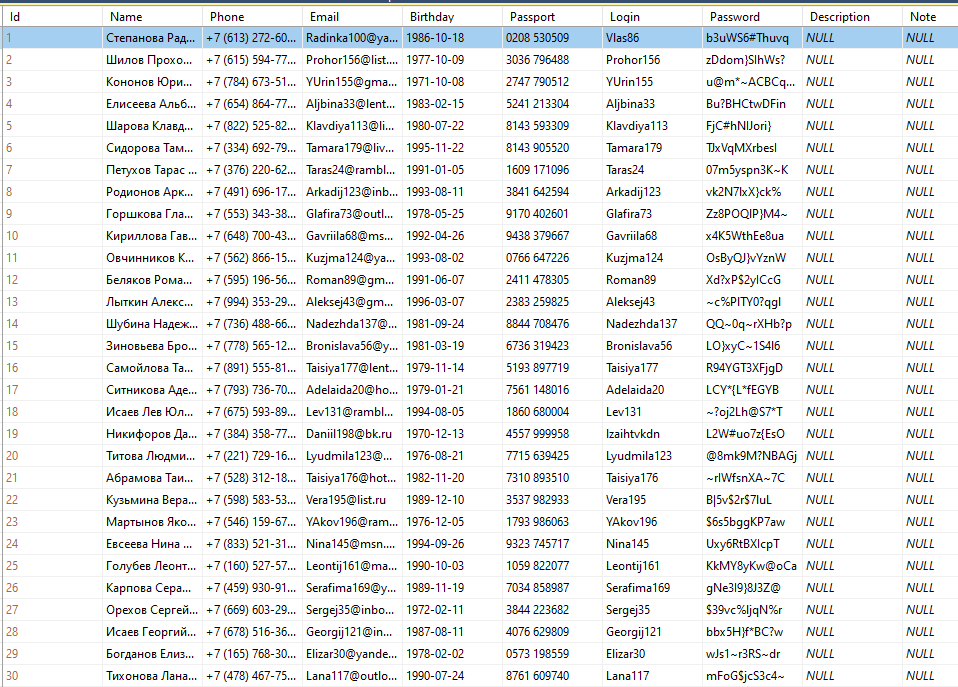 Id Name Phone Email Birthday Passport Login Password Description Note
1 Степанова Рад... +7 (613) 272-60... Radinka100@ya... 1986-10-18 0208 530509 Vlas86 b3uWS6#Thuvq NULL NULL
2 Шилов Прохо... +7 (615) 594-77... Prohor156@list... 1977-10-09 3036 796488 Prohor156 zDdom}SlhWs? NULL NULL
3 Кононов Юри... +7 (784) 673-51... YUrin155@gma... 1971-10-08 2747 790512 YUrin155 u@m*~ACBCq... NULL NULL
4 Елисеева Альб... +7 (654) 864-77... Aljbina33@lent... 1983-02-15 5241 213304 Aljbina33 Bu?BHCtwDFin NULL NULL
5 Шарова Клавд... +7 (822) 525-82... Klavdiya113@li... 1980-07-22 8143 593309 Klavdiya113 FjC#hNIJori} NULL NULL
6 Сидорова Там... +7 (334) 692-79... Tamara179@liv... 1995-11-22 8143 905520 Tamara179 TJxVqMXrbesI NULL NULL
7 Петухов Тарас ... +7 (376) 220-62... Taras24@rambl... 1991-01-05 1609 171096 Taras24 07m5yspn3K~K NULL NULL
8 Родионов Арк... +7 (491) 696-17... Arkadij123@inb... 1993-08-11 3841 642594 Arkadij123 vk2N7IxX}ck% NULL NULL
9 Горшкова Гла... +7 (553) 343-38... Glafira73@outl... 1978-05-25 9170 402601 Glafira73 Zz8POQIP}M4~ NULL NULL
10 Кириллова Гав... +7 (648) 700-43... Gavriila68@ms... 1992-04-26 9438 379667 Gavriila68 x4K5WthEe8ua NULL NULL
11 Овчинников К... +7 (562) 866-15... Kuzjma124@ya... 1993-08-02 0766 647226 Kuzjma124 OsByQJ}vYznW NULL NULL
12 Беляков Рома... +7 (595) 196-56... Roman89@gm... 1991-06-07 2411 478305 Roman89 Xd?xP$2yICcG NULL NULL
13 Лыткин Алекс... +7 (994) 353-29... Aleksej43@gm... 1996-03-07 2383 259825 Aleksej43 ~c%PITY0?qgl NULL NULL
14 Шубина Надеж... +7 (736) 488-66... Nadezhda137@... 1981-09-24 8844 708476 Nadezhda137 QQ~0q~rXHb?p NULL NULL
15 Зиновьева Бро... +7 (778) 565-12... Bronislava56@y... 1981-03-19 6736 319423 Bronislava56 LO}xyC~1S4l6 NULL NULL
16 Самойлова Та... +7 (891) 555-81... Taisiya177@lent... 1979-11-14 5193 897719 Taisiya177 R94YGT3XFjgD NULL NULL
17 Ситникова Аде... +7 (793) 736-70... Adelaida20@ho... 1979-01-21 7561 148016 Adelaida20 LCY*{L*fEGYB NULL NULL
18 Исаев Лев Юл... +7 (675) 593-89... Lev131@rambl... 1994-08-05 1860 680004 Lev131 ~?oj2Lh@S7*T NULL NULL
19 Никифоров Да... +7 (384) 358-77... Daniil198@bk.ru 1970-12-13 4557 999958 Izaihtvkdn L2W#uo7z{EsO NULL NULL
20 Титова Людми... +7 (221) 729-16... Lyudmila123@... 1976-08-21 7715 639425 Lyudmila123 @8mk9M?NBAGj NULL NULL
21 Абрамова Таи... +7 (528) 312-18... Taisiya176@hot... 1982-11-20 7310 893510 Taisiya176 ~rIWfsnXA~7C NULL NULL
22 Кузьмина Вера... +7 (598) 583-53... Vera195@list.ru 1989-12-10 3537 982933 Vera195 B|5v$2r$7IuL NULL NULL
23 Мартынов Яко... +7 (546) 159-67... YAkov196@ram... 1976-12-05 1793 986063 YAkov196 $6s5bggKP7aw NULL NULL
24 Евсеева Нина ... +7 (833) 521-31... Nina145@msn.... 1994-09-26 9323 745717 Nina145 Uxy6RtBXIcpT NULL NULL
25 Голубев Леонт... +7 (160) 527-57... Leontij161@ma... 1990-10-03 1059 822077 Leontij161 KkMY8yKw@oCa NULL NULL
26 Карпова Сера... +7 (459) 930-91... Serafima169@y... 1989-11-19 7034 858987 Serafima169 gNe3I9}8J3Z@ NULL NULL
27 Орехов Сергей... +7 (669) 603-29... Sergej35@inbo... 1972-02-11 3844 223682 Sergej35 $39vc%ljqN%r NULL NULL
28 Исаев Георгий... +7 (678) 516-36... Georgij121@in... 1987-08-11 4076 629809 Georgij121 bbx5H}f*BC?w NULL NULL
29 Богданов Елиз... +7 (165) 768-30... Elizar30@yande... 1978-02-02 0573 198559 Elizar30 wJs1~r3RS~dr NULL NULL
30 Тихонова Лана... +7 (478) 467-75... Lana117@outlo... 1990-07-24 8761 609740 Lana117 mFoG$jcS3c4~ NULL NULL